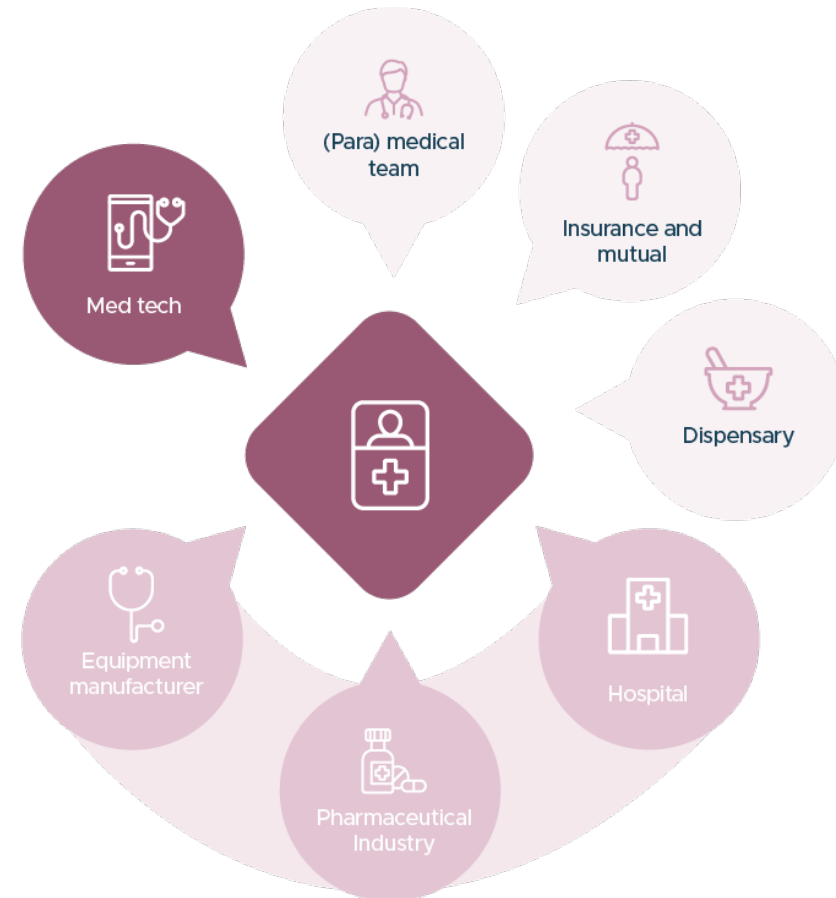 (Para) medical
team
Insurance and
mutual
Med tech
Dispensary
Equipment
manufacturer
Hospital
Pharmaceutical
Industry